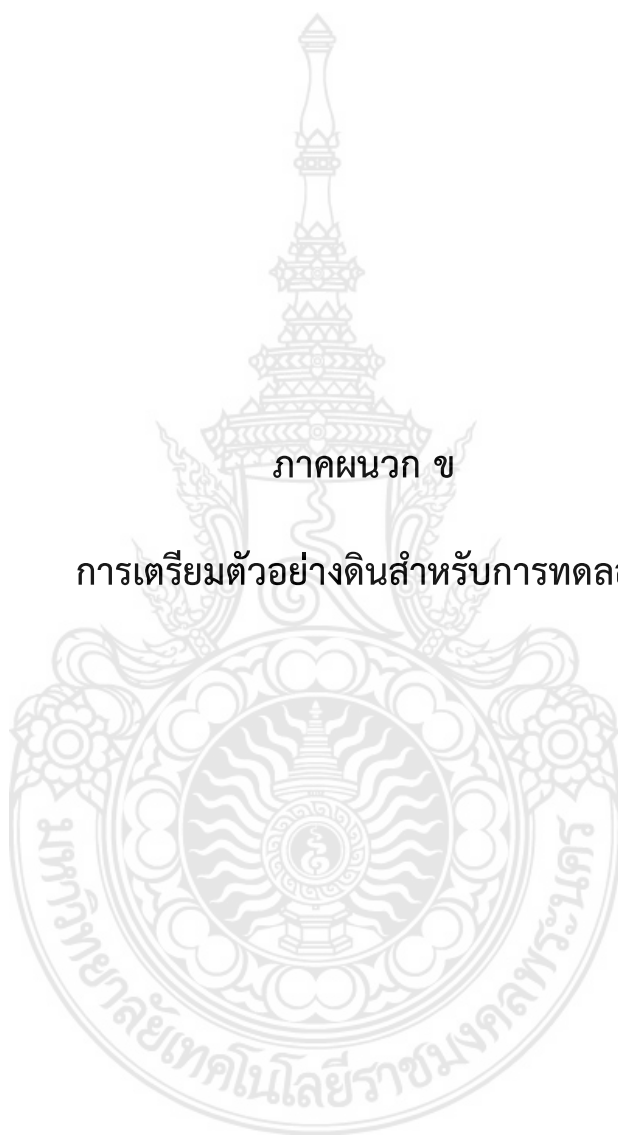 ภาคผนวก ข
การเตรียมตัวอย่างดินสำหรับการ
มหาวิทยาลัยเทคโนโลยีราชมงคลพระนคร